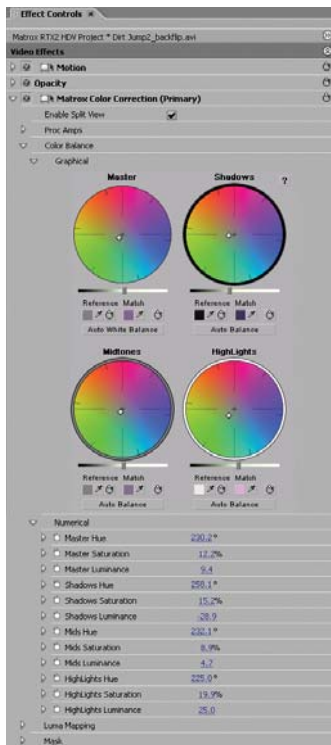 Effect Controls ×
Matrox RTX2 HDV Project * Dirt Jump2_backflip.avi
Video Effects
Motion
Opacity
Matrox Color Correction (Primary)
Enable Split View
Proc Amps
Color Balance
Graphical
Master Shadows ?
Reference Match Reference Match
Auto White Balance Auto Balance
Midtones HighLights
Reference Match Reference Match
Auto Balance Auto Balance
Numerical
Master Hue 230.2°
Master Saturation 12.2%
Master Luminance 9.4
Shadows Hue 258.1°
Shadows Saturation 15.2%
Shadows Luminance -28.9
Mids Hue 232.1°
Mids Saturation 8.9%
Mids Luminance 4.7
HighLights Hue 225.0°
HighLights Saturation 19.9%
HighLights Luminance 25.0
Luma Mapping
Mask